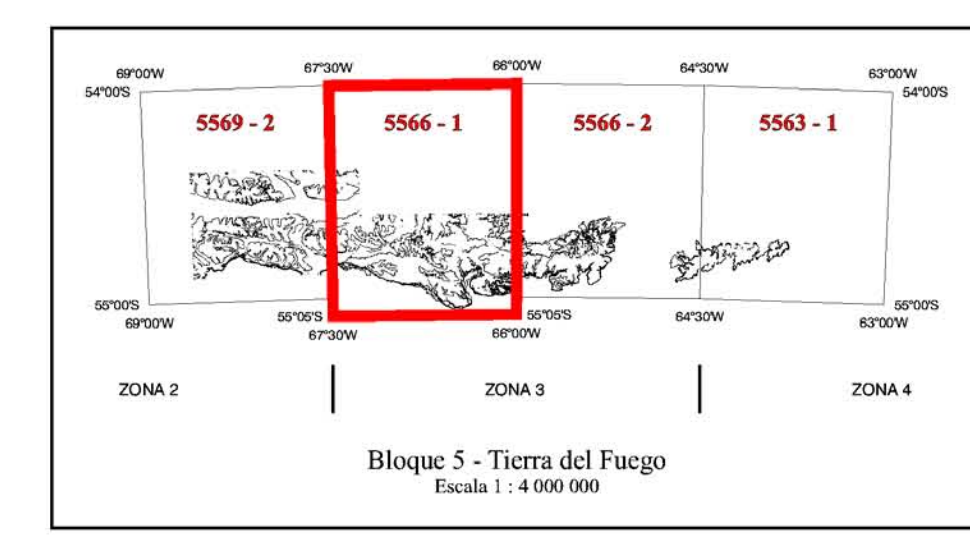 69°00'W 67°30'W 66°00'W 64°30'W 63°00'W
54°00'S 54°00'S
5569 - 2 5566 - 1 5566 - 2 5563 - 1
55°00'S 55°05'S 55°05'S 55°00'S
69°00'W 67°30'W 66°00'W 64°30'W 63°00'W
ZONA 2 ZONA 3 ZONA 4
Bloque 5 - Tierra del Fuego
Escala 1 : 4 000 000